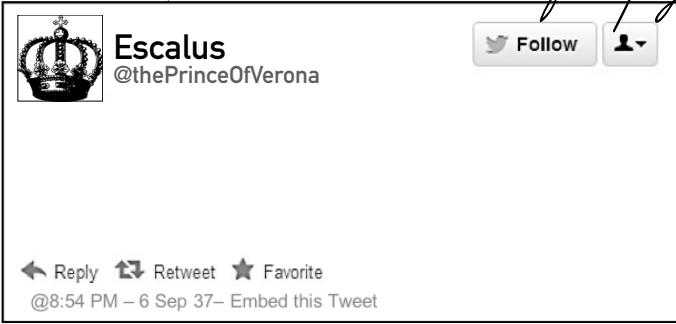 Escalus
Follow
@thePrinceOfVerona
Reply Retweet Favorite
@8:54 PM – 6 Sep 37– Embed this Tweet